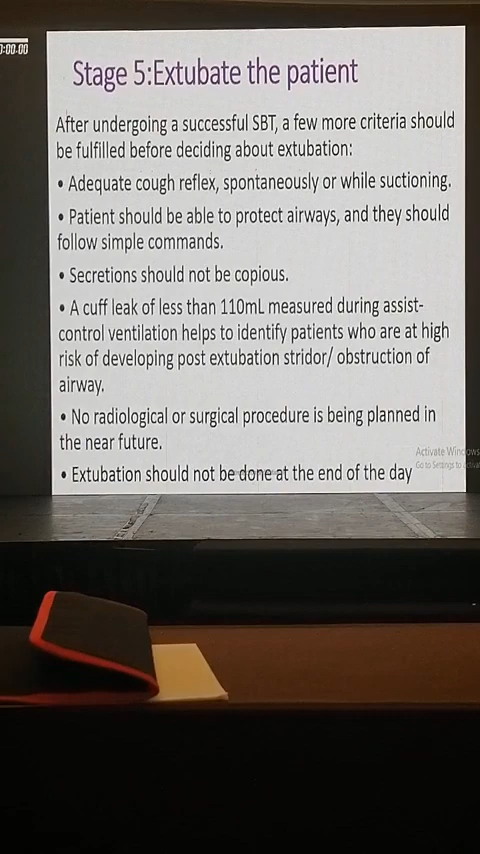 0:00:00
Stage 5:Extubate the patient
After undergoing a successful SBT, a few more criteria should
be fulfilled before deciding about extubation:
• Adequate cough reflex, spontaneously or while suctioning.
• Patient should be able to protect airways, and they should
follow simple commands.
• Secretions should not be copious.
• A cuff leak of less than 110mL measured during assist-
control ventilation helps to identify patients who are at high
risk of developing post extubation stridor/ obstruction of
airway.
• No radiological or surgical procedure is being planned in
the near future.
Activate Windows
Go to Settings to activa
• Extubation should not be done at the end of the day